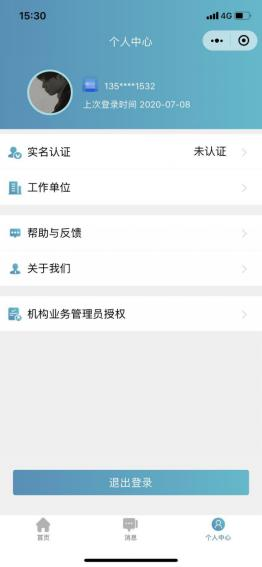 15:30
4G
个人中心
135****1532
上次登录时间 2020-07-08
实名认证
未认证
工作单位
帮助与反馈
关于我们
机构业务管理员授权
退出登录
首页
消息
个人中心